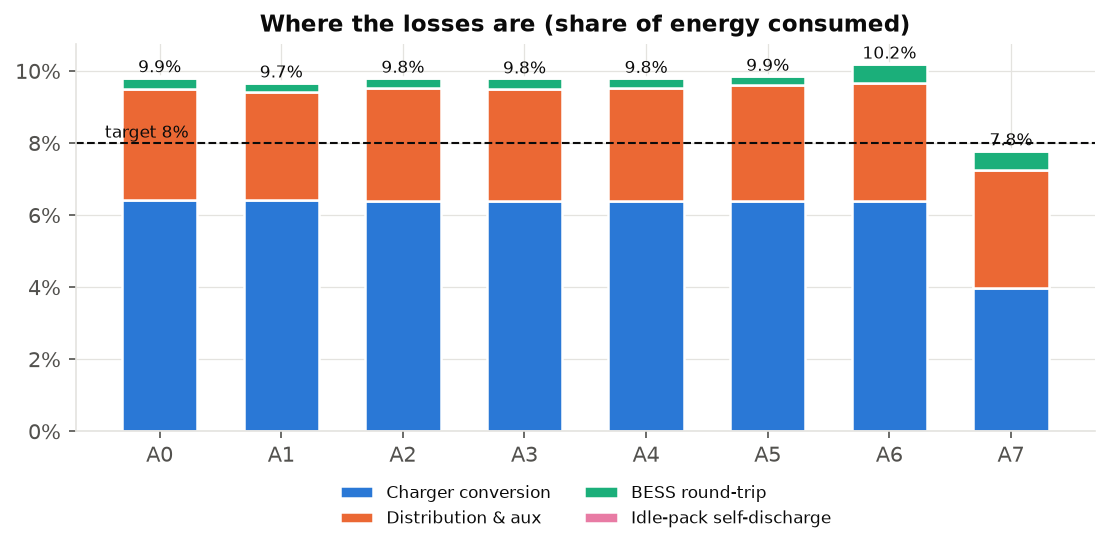 Where the losses are (share of energy consumed)
10%
8%
6%
4%
2%
0%
target 8%
9.9%
9.7%
9.8%
9.8%
9.8%
9.9%
10.2%
7.8%
A0 A1 A2 A3 A4 A5 A6 A7
Charger conversion
Distribution & aux
BESS round-trip
Idle-pack self-discharge